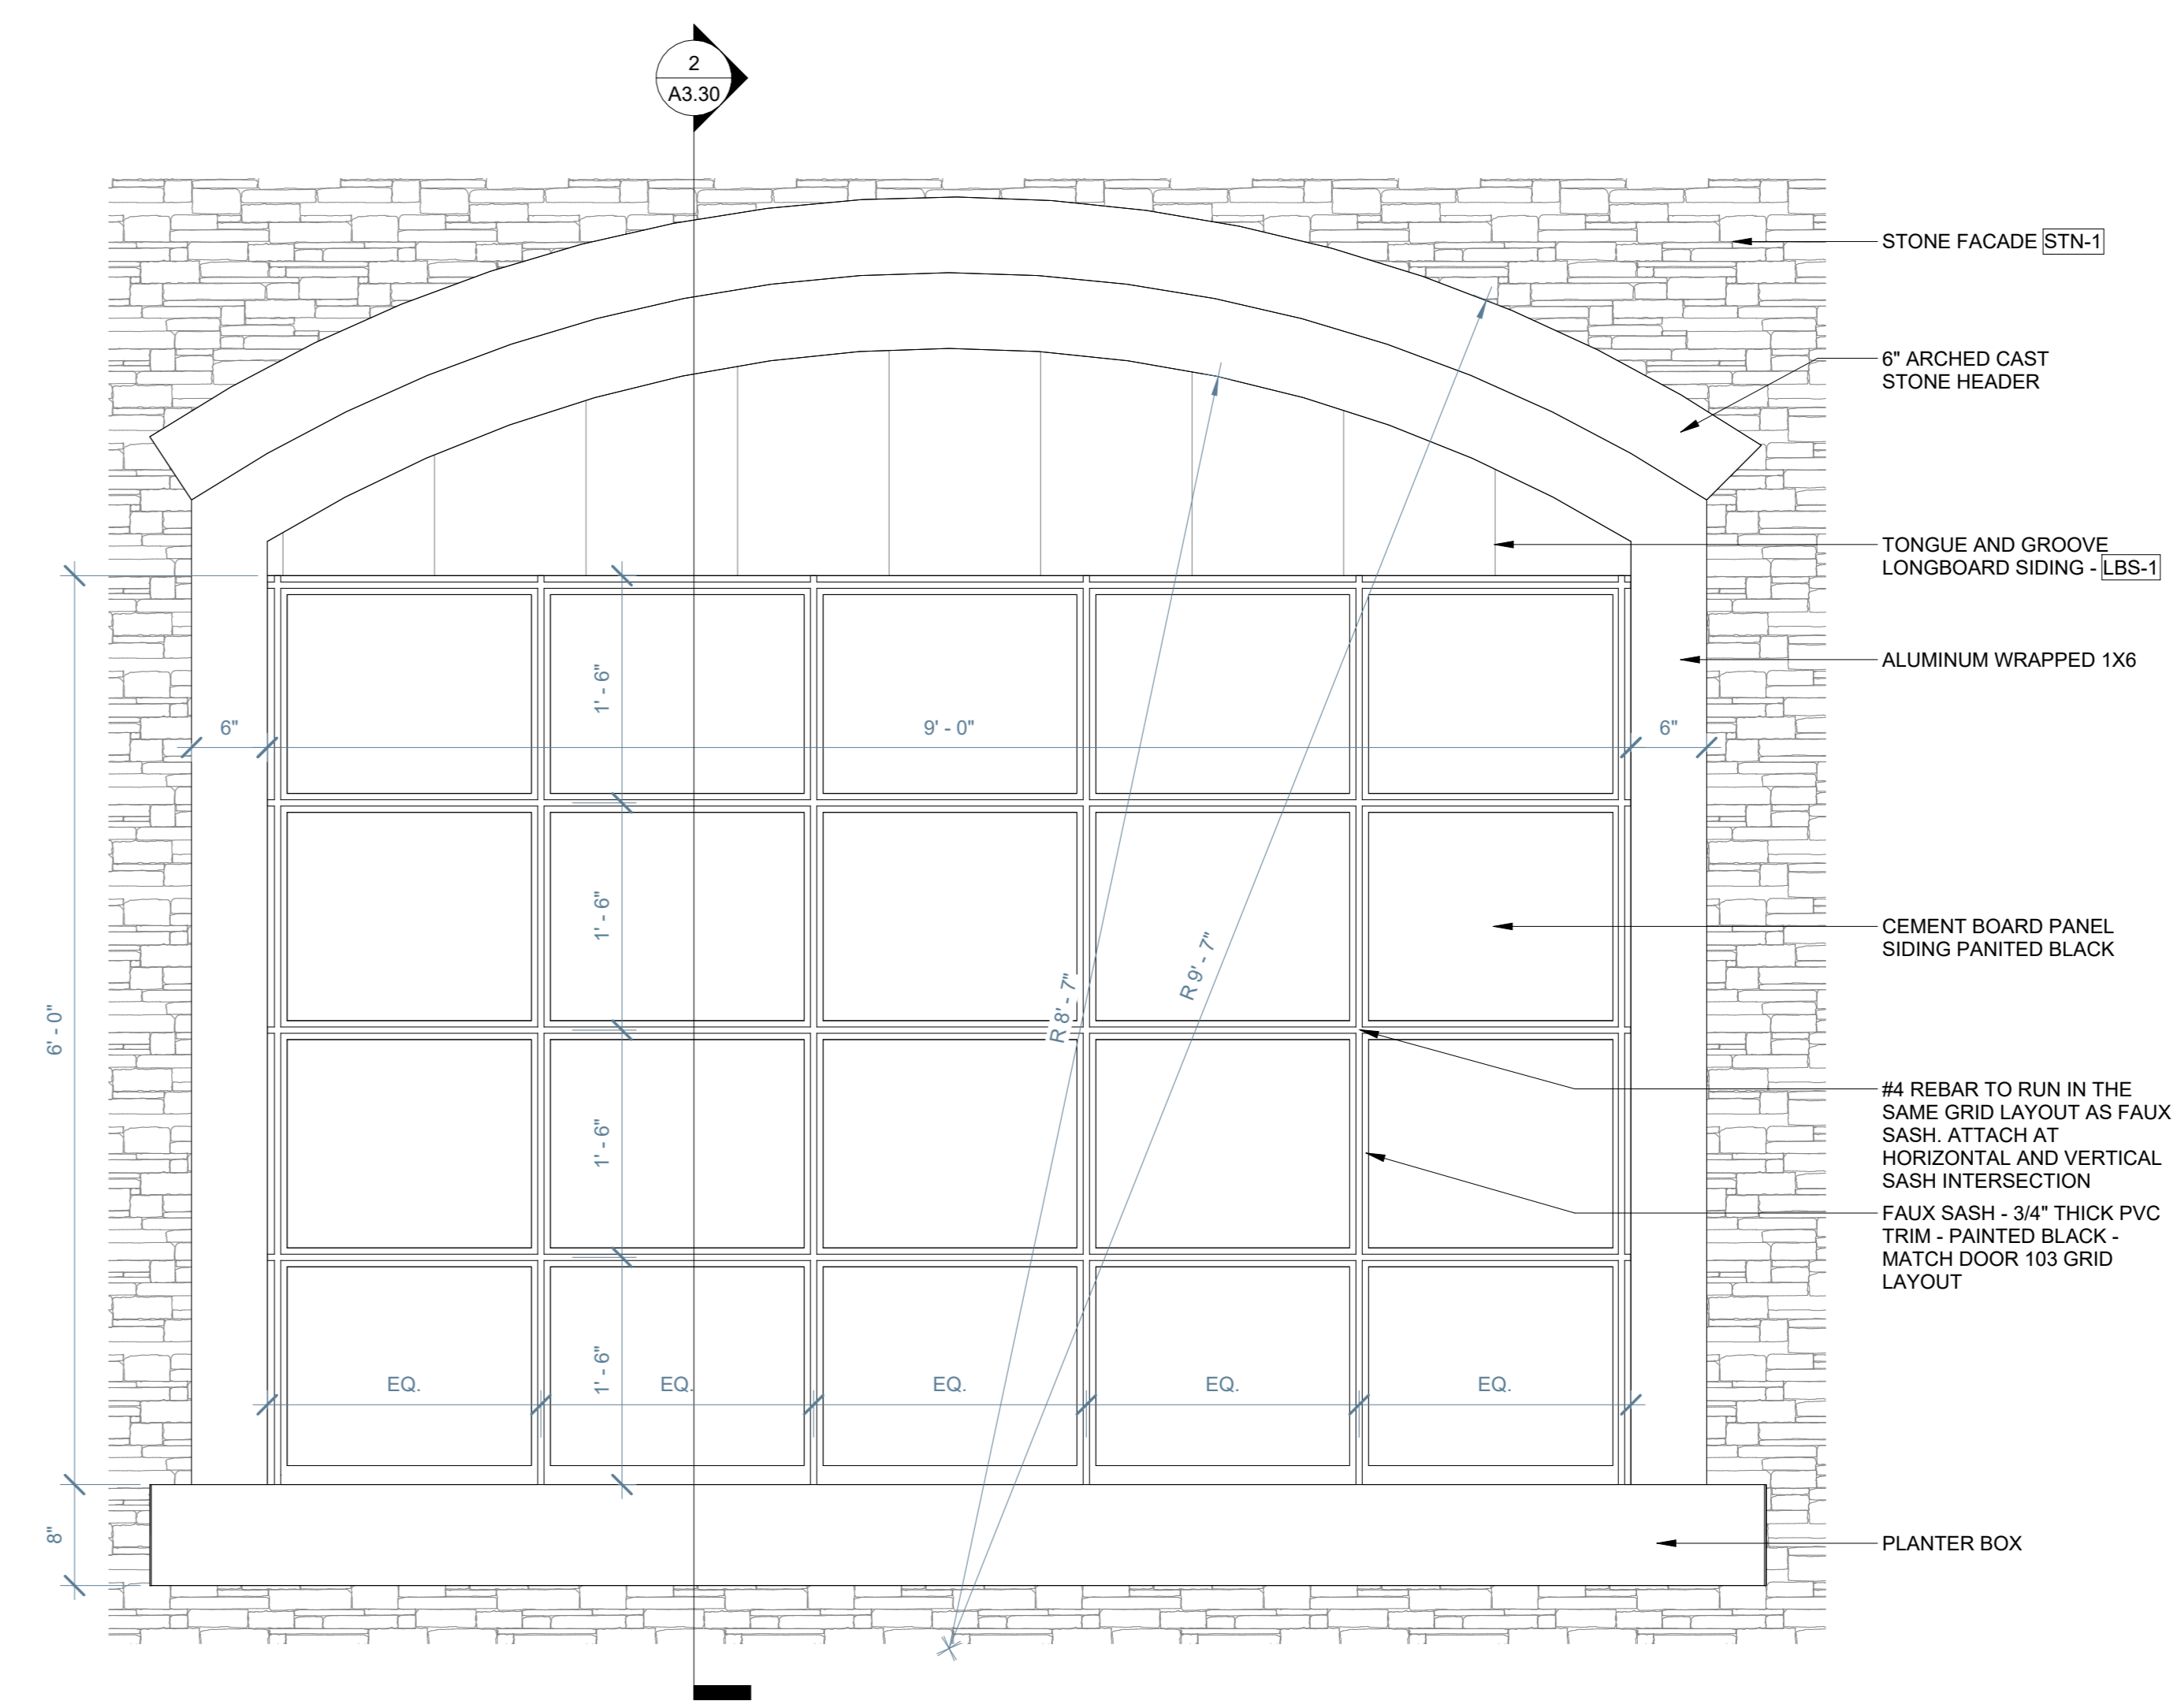 2
A3.30
STONE FACADE STN-1
6" ARCHED CAST
STONE HEADER
TONGUE AND GROOVE
LONGBOARD SIDING - LBS-1
ALUMINUM WRAPPED 1X6
1' - 6"
6"
9' - 0"
6"
CEMENT BOARD PANEL
SIDING PANITED BLACK
1' - 6"
R 8' - 7"
R 9' - 7"
6' - 0"
#4 REBAR TO RUN IN THE
SAME GRID LAYOUT AS FAUX
SASH. ATTACH AT
HORIZONTAL AND VERTICAL
SASH INTERSECTION
1' - 6"
FAUX SASH - 3/4" THICK PVC
TRIM - PAINTED BLACK -
MATCH DOOR 103 GRID
LAYOUT
1' - 6"
EQ.
EQ.
EQ.
EQ.
EQ.
8"
PLANTER BOX